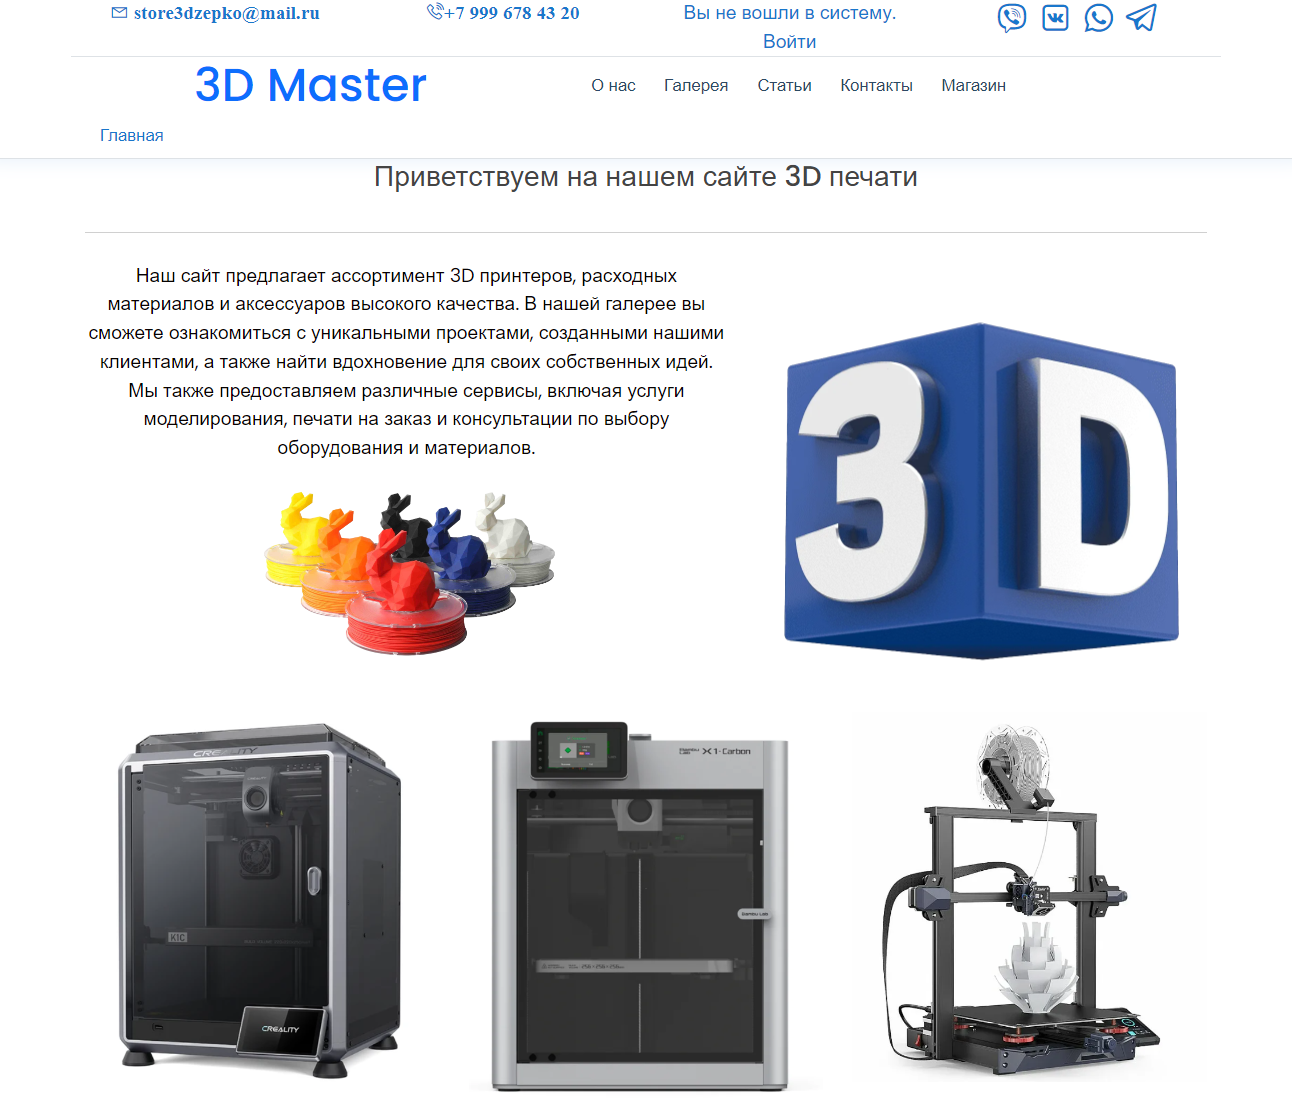 store3dzepko@mail.ru
+7 999 678 43 20
Вы не вошли в систему.
Войти
3D Master
О нас
Галерея
Статьи
Контакты
Магазин
Главная
Приветствуем на нашем сайте 3D печати
Наш сайт предлагает ассортимент 3D принтеров, расходных
материалов и аксессуаров высокого качества. В нашей галерее вы
сможете ознакомиться с уникальными проектами, созданными нашими
клиентами, а также найти вдохновение для своих собственных идей.
Мы также предоставляем различные сервисы, включая услуги
моделирования, печати на заказ и консультации по выбору
оборудования и материалов.
3D
CREALITY
K1C
CREALITY
Bambu Lab
X1-Carbon
Bambu Lab